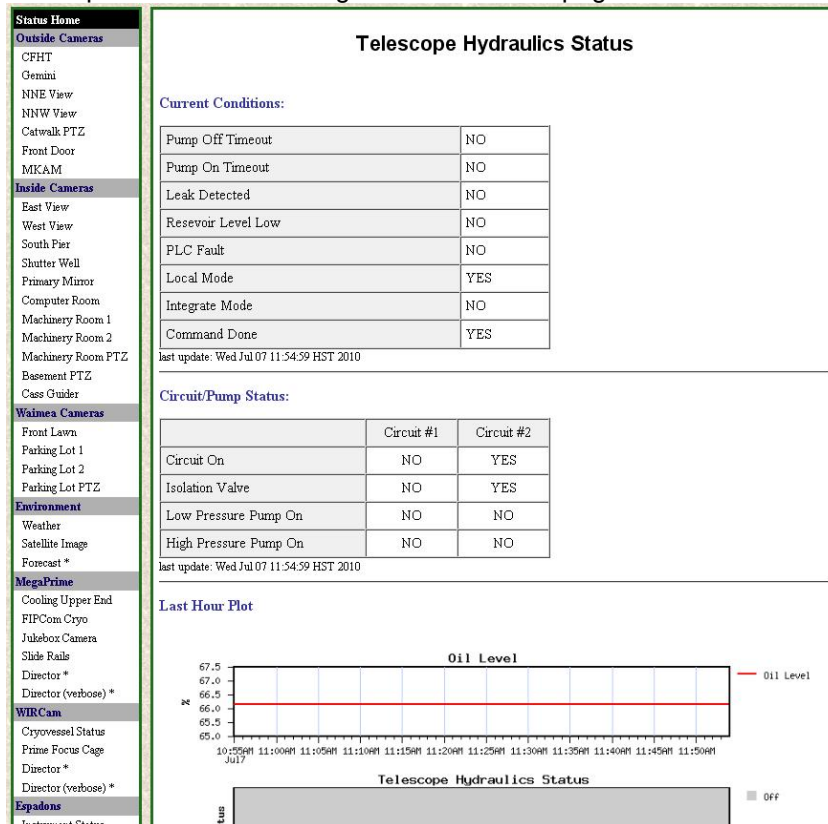 Status Home
Outside Cameras
CFHT
Gemini
NNE View
NNW View
Catwalk PTZ
Front Door
MKAM
Inside Cameras
East View
West View
South Pier
Shutter Well
Primary Mirror
Computer Room
Machinery Room 1
Machinery Room 2
Machinery Room PTZ
Basement PTZ
Cass Guider
Waimea Cameras
Front Lawn
Parking Lot 1
Parking Lot 2
Parking Lot PTZ
Environment
Weather
Satellite Image
Forecast *
MegaPrime
Cooling Upper End
FIPCom Cryo
Jukebox Camera
Slide Rails
Director *
Director (verbose) *
WIRCam
Cryovessel Status
Prime Focus Cage
Director *
Director (verbose) *
Espadons
Telescope Hydraulics Status
Current Conditions:
Pump Off Timeout NO
Pump On Timeout NO
Leak Detected NO
Resevoir Level Low NO
PLC Fault NO
Local Mode YES
Integrate Mode NO
Command Done YES
last update: Wed Jul 07 11:54:59 HST 2010
Circuit/Pump Status:
Circuit #1 Circuit #2
Circuit On NO YES
Isolation Valve NO YES
Low Pressure Pump On NO NO
High Pressure Pump On NO NO
last update: Wed Jul 07 11:54:59 HST 2010
Last Hour Plot
Oil Level
67.5
67.0
66.5
66.0
65.5
65.0
%
Oil Level
10:55AM 11:00AM 11:05AM 11:10AM 11:15AM 11:20AM 11:25AM 11:30AM 11:35AM 11:40AM 11:45AM 11:50AM
Jul7
Telescope Hydraulics Status
Off